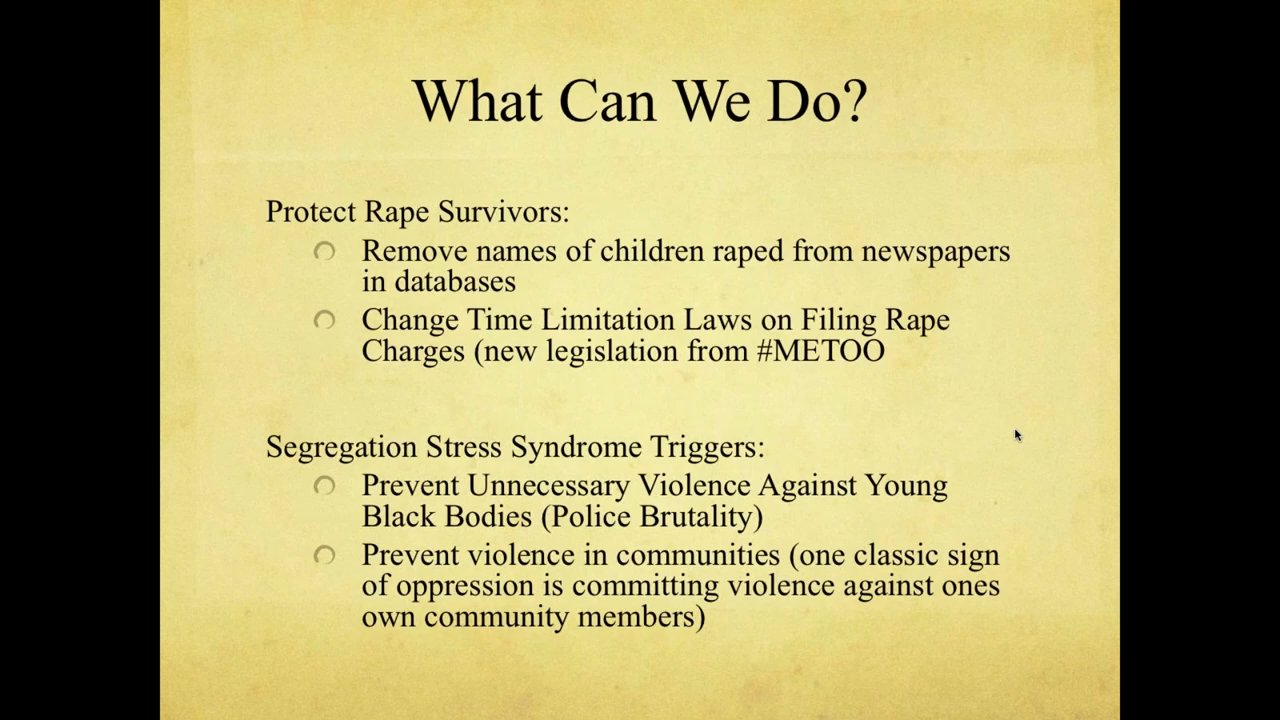 What Can We Do?
Protect Rape Survivors:
Remove names of children raped from newspapers
in databases
Change Time Limitation Laws on Filing Rape
Charges (new legislation from #METOO
Segregation Stress Syndrome Triggers:
Prevent Unnecessary Violence Against Young
Black Bodies (Police Brutality)
Prevent violence in communities (one classic sign
of oppression is committing violence against ones
own community members)